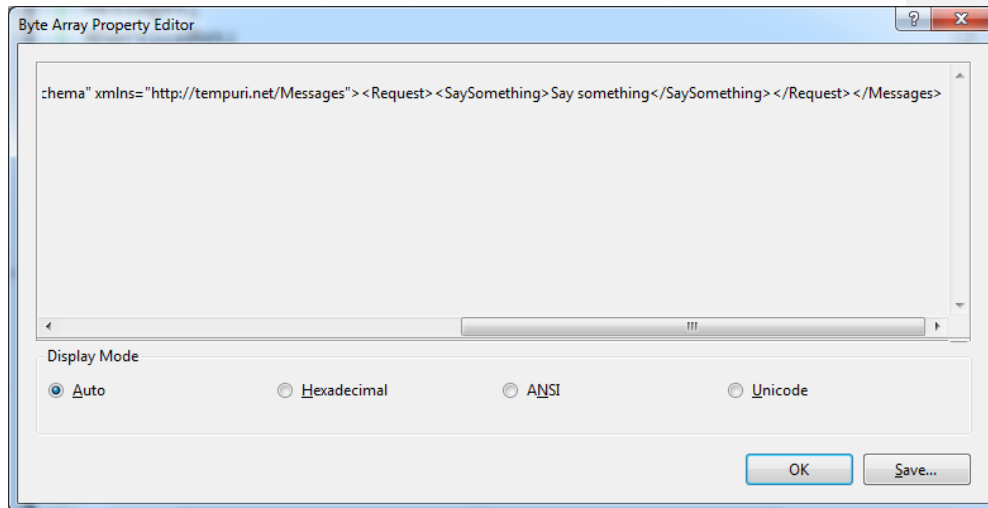 Byte Array Property Editor
:hema" xmlns="http://tempuri.net/Messages"><Request><SaySomething>Say something</SaySomething></Request></Messages>
Display Mode
Auto Hexadecimal ANSI Unicode
OK Save...